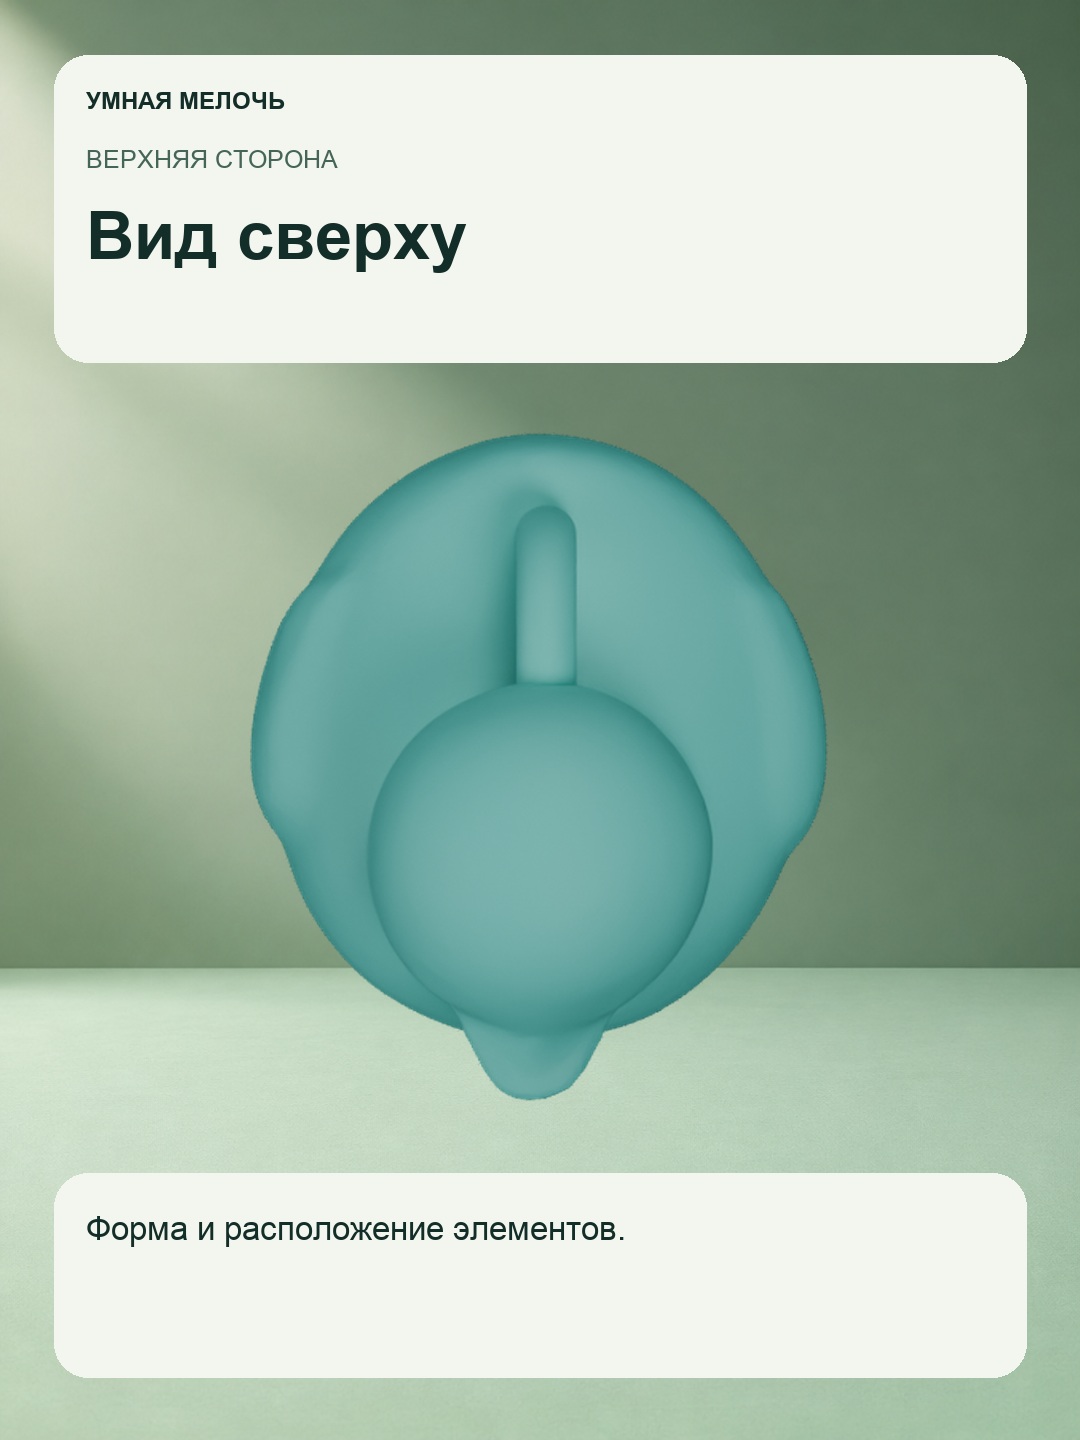 УМНАЯ МЕЛОЧЬ
ВЕРХНЯЯ СТОРОНА
Вид сверху
Форма и расположение элементов.